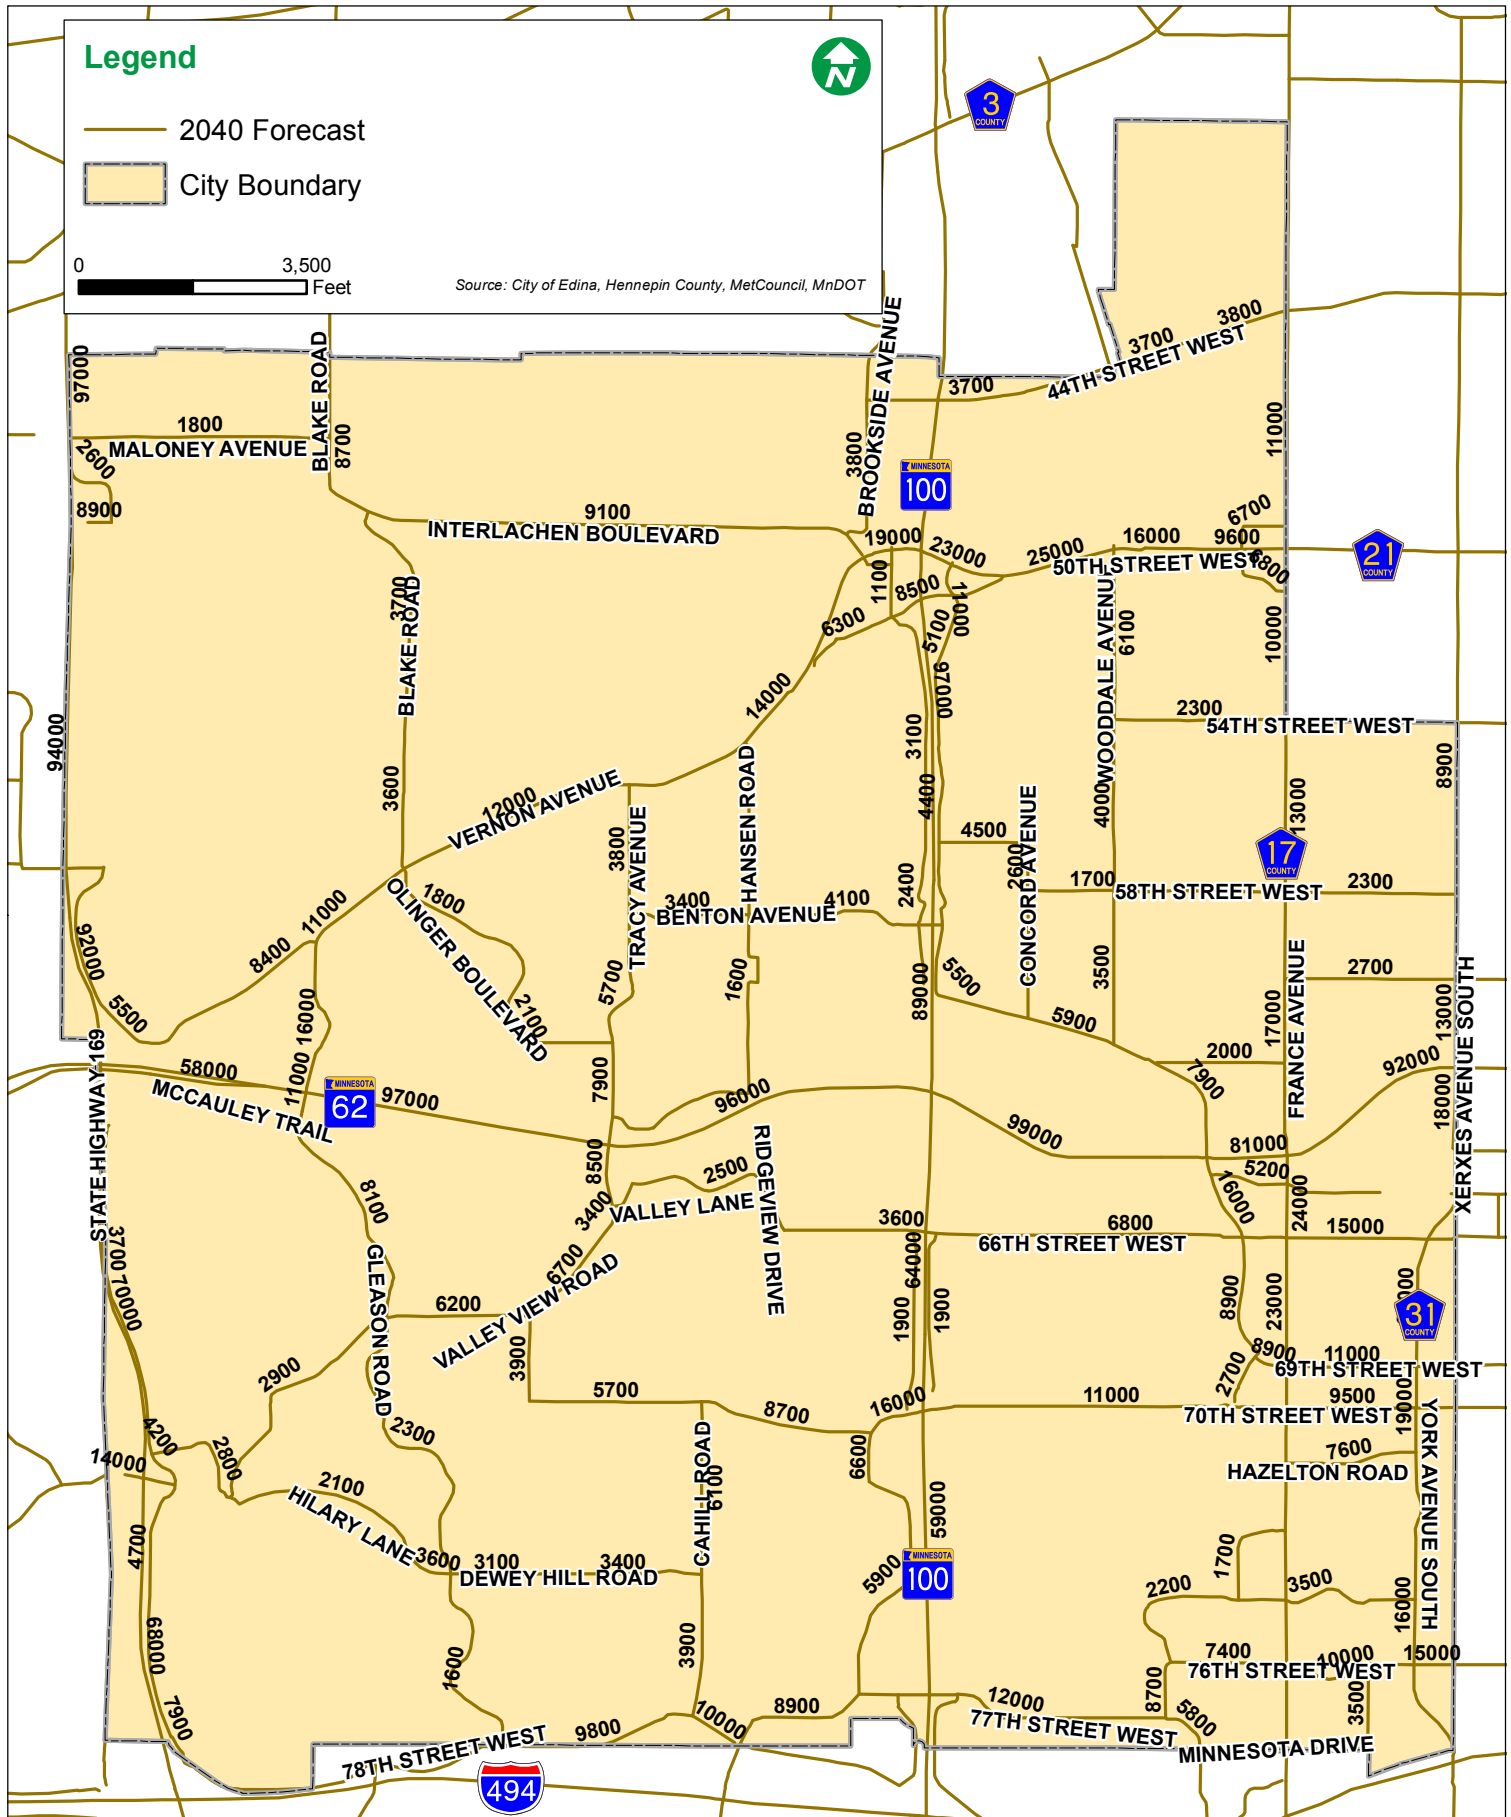 Legend
N
3
COUNTY
2040 Forecast
City Boundary
0
3,500
Feet
Source: City of Edina, Hennepin County, MetCouncil, MnDOT
3800
3700
44TH STREET WEST
3700
BROOKSIDE AVENUE
3800
BLAKE ROAD
8700
97000
1800
MALONEY AVENUE
2600
8900
11000
MINNESOTA
100
9100
INTERLACHEN BOULEVARD
19000
23000
25000
16000
9600
6700
6800
50TH STREET WEST
21
COUNTY
1100
8500
11000
6300
5100
3700
BLAKE ROAD
WOODDALE AVENUE
6100
10000
97000
14000
2300
54TH STREET WEST
94000
3100
8900
3600
12000
VERNON AVENUE
HANSEN ROAD
4400
4000
13000
3800
TRACY AVENUE
4500
CONCORD AVENUE
2600
17
COUNTY
1700
58TH STREET WEST
2300
1800
OLINGER BOULEVARD
3400
BENTON AVENUE
4100
2400
11000
8400
92000
5500
5700
1600
89000
5500
3500
2700
FRANCE AVENUE
17000
13000
XERXES AVENUE SOUTH
16000
2100
5900
2000
7900
92000
STATE HIGHWAY 169
58000
11000
MINNESOTA
62
97000
7900
96000
MCCAULEY TRAIL
99000
81000
18000
RIDGEVIEW DRIVE
8500
2500
VALLEY LANE
3400
5200
16000
24000
8100
3600
6800
66TH STREET WEST
15000
3700
70000
GLEASON ROAD
6700
VALLEY VIEW ROAD
64000
6200
1900
1900
8900
23000
31
COUNTY
3900
2900
8900
11000
69TH STREET WEST
2700
5700
8700
16000
11000
9500
70TH STREET WEST
19000
YORK AVENUE SOUTH
4200
2300
14000
2800
CAHILL ROAD
6100
6600
7600
HAZELTON ROAD
2100
HILARY LANE
59000
4700
3600
3100
3400
DEWEY HILL ROAD
5900
MINNESOTA
100
1700
2200
3500
16000
68000
3900
1600
7400
10000
15000
76TH STREET WEST
8700
3500
7900
10000
8900
12000
77TH STREET WEST
5800
9800
78TH STREET WEST
MINNESOTA DRIVE
494